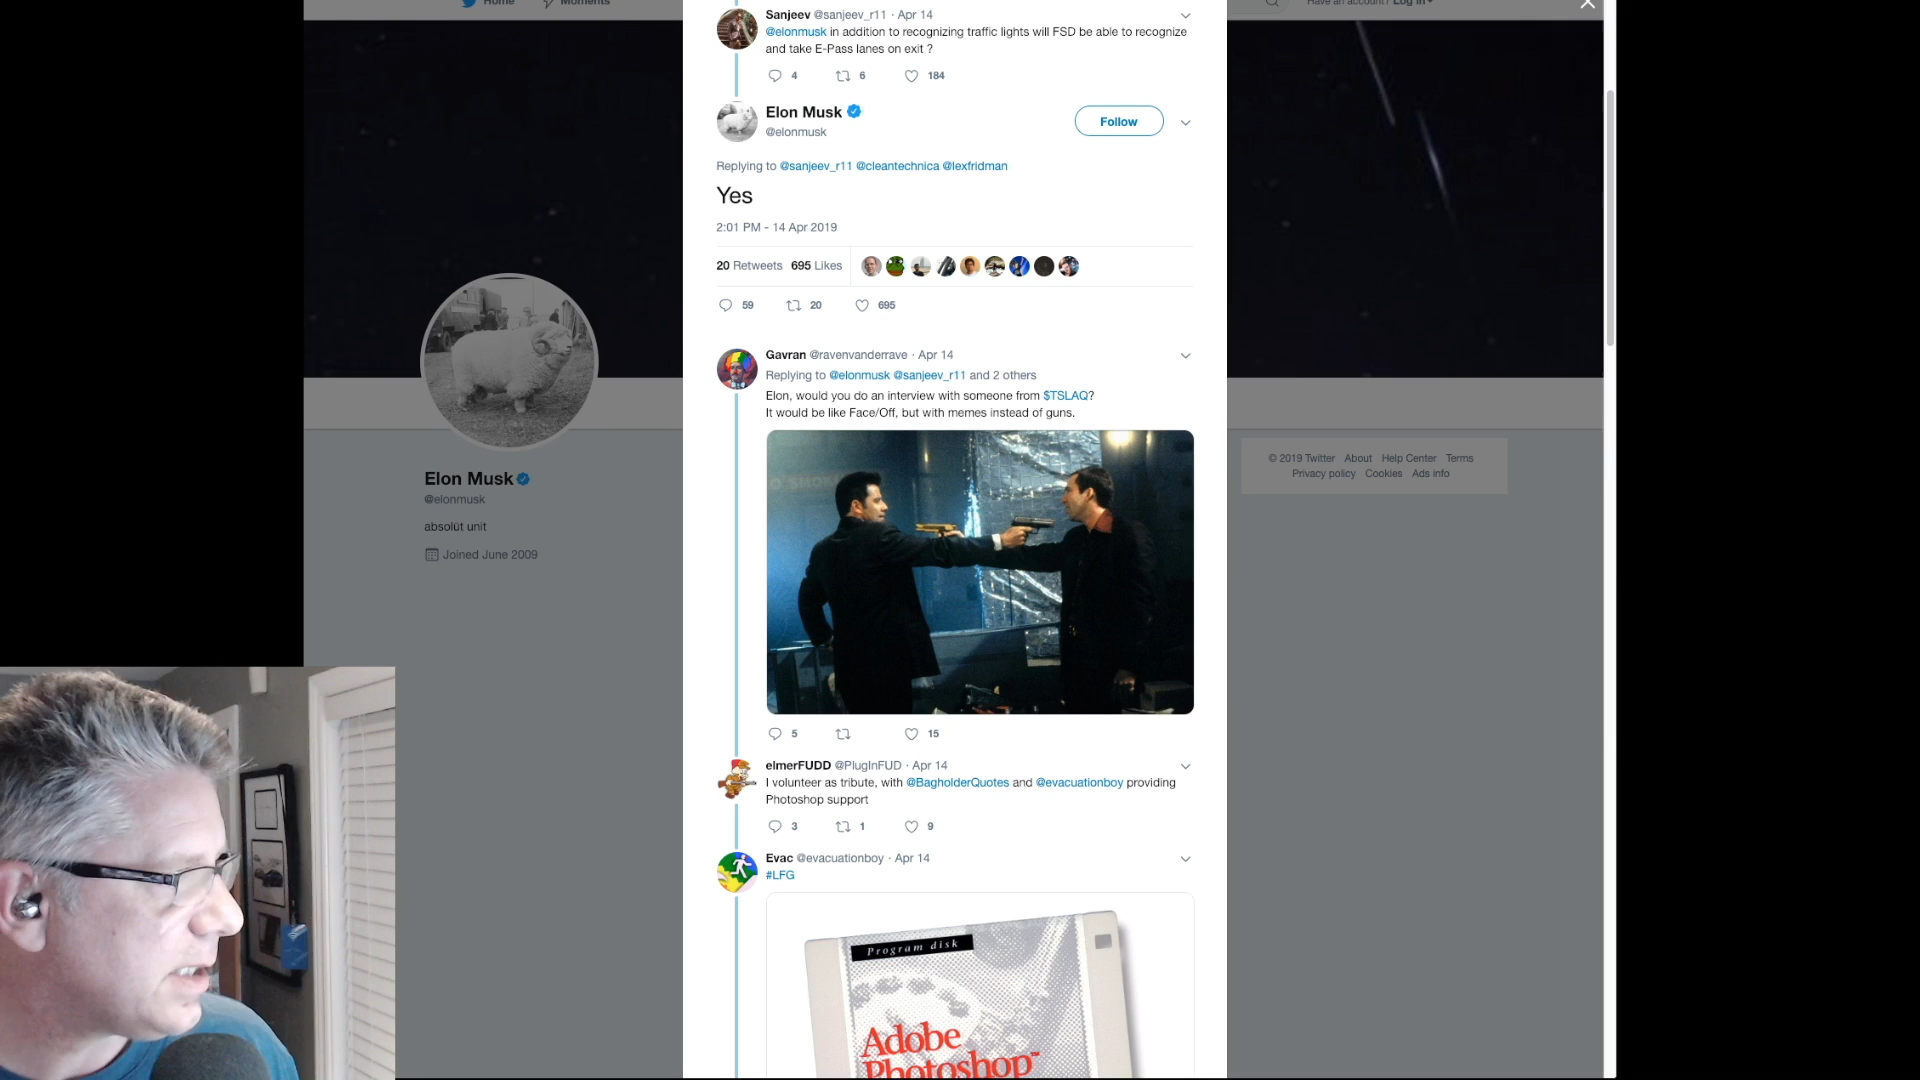 Home
Moments
Have an account? Log in
Sanjeev @sanjeev_r11 · Apr 14
@elonmusk in addition to recognizing traffic lights will FSD be able to recognize
and take E-Pass lanes on exit ?
4 6 184
Elon Musk
@elonmusk
Follow
Replying to @sanjeev_r11 @cleantechnica @lexfridman
Yes
2:01 PM - 14 Apr 2019
20 Retweets 695 Likes
59 20 695
Gavran @ravenvanderrave · Apr 14
Replying to @elonmusk @sanjeev_r11 and 2 others
Elon, would you do an interview with someone from $TSLAQ?
It would be like Face/Off, but with memes instead of guns.
5 15
elmerFUDD @PlugInFUD · Apr 14
I volunteer as tribute, with @BagholderQuotes and @evacuationboy providing
Photoshop support
3 1 9
Evac @evacuationboy · Apr 14
#LFG
Program disk
Adobe
Photoshop
Elon Musk
@elonmusk
absolüt unit
Joined June 2009
© 2019 Twitter About Help Center Terms
Privacy policy Cookies Ads info